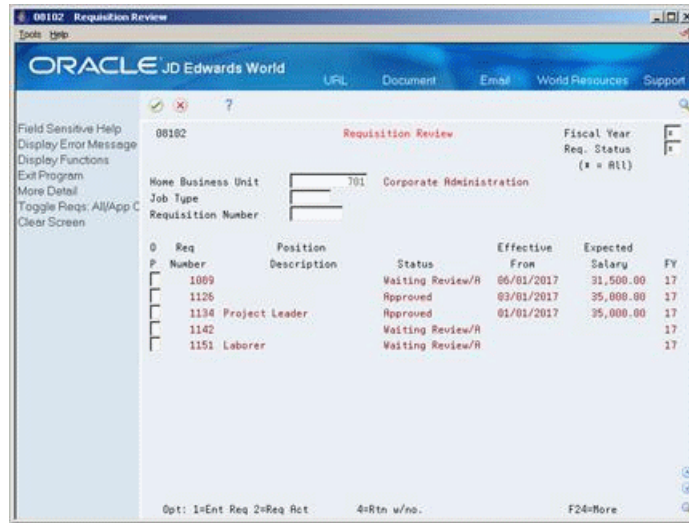 08102 Requisition Review
Tools Help
ORACLE JD Edwards World
URL Document Email World Resources Support
?
Field Sensitive Help
Display Error Message
Display Functions
Exit Program
More Detail
Toggle Reqs: All/App O
Clear Screen
08102 Requisition Review Fiscal Year *
Req. Status *
(* = All)
Home Business Unit 701 Corporate Administration
Job Type
Requisition Number
O Req Position Effective Expected
P Number Description Status From Salary FY
1089 Waiting Review/A 06/01/2017 31,500.00 17
1126 Approved 03/01/2017 35,000.00 17
1134 Project Leader Approved 01/01/2017 35,000.00 17
1142 Waiting Review/A 17
1151 Laborer Waiting Review/A 17
Opt: 1=Ent Req 2=Req Act 4=Rtn w/no. F24=More